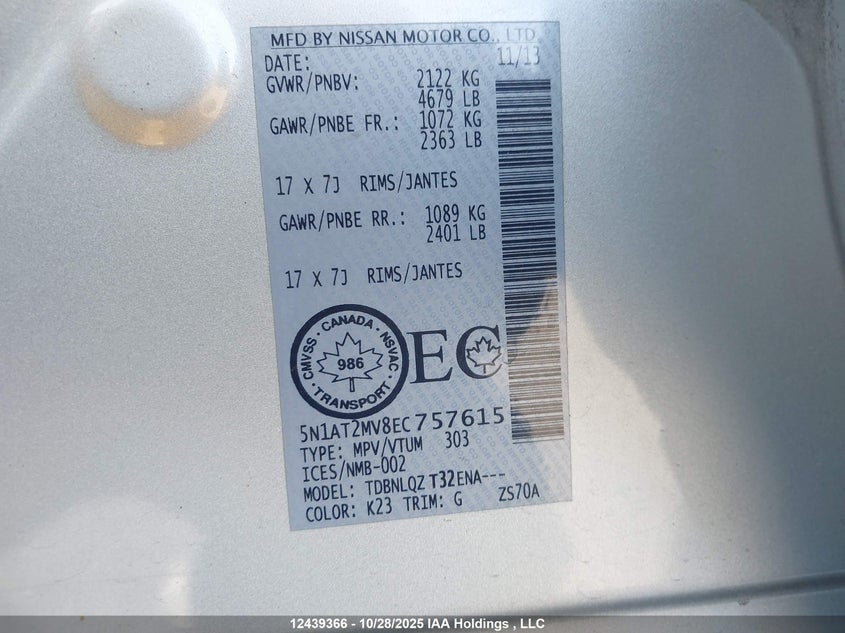 MFD BY NISSAN MOTOR CO., LTD.
DATE: 11/13
GVWR/PNBV: 2122 KG
4679 LB
GAWR/PNBE FR.: 1072 KG
2363 LB
17 X 7J RIMS/JANTES
GAWR/PNBE RR.: 1089 KG
2401 LB
17 X 7J RIMS/JANTES
CMVSS · CANADA · NSVAC · TRANSPORT ·
986
EC
5N1AT2MV8EC757615
TYPE: MPV/VTUM 303
ICES/NMB-002
MODEL: TDBNLQZ T32ENA---
COLOR: K23 TRIM: G ZS70A
12439366 - 10/28/2025 IAA Holdings , LLC